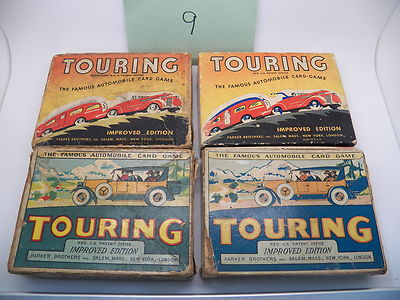 9
TOURING
THE FAMOUS AUTOMOBILE CARD GAME
IMPROVED EDITION
PARKER BROTHERS INC. SALEM, MASS. NEW YORK, CHICAGO
TOURING
THE FAMOUS AUTOMOBILE CARD GAME
IMPROVED EDITION
PARKER BROTHERS INC. SALEM, MASS., NEW YORK, LONDON
THE FAMOUS AUTOMOBILE CARD GAME
TOURING
REG. U.S. PATENT OFFICE
IMPROVED EDITION
PARKER BROTHERS INC. SALEM, MASS., NEW YORK, LONDON
THE FAMOUS AUTOMOBILE CARD GAME
TOURING
REG. U.S. PATENT OFFICE
IMPROVED EDITION
PARKER BROTHERS INC. SALEM, MASS., NEW YORK, LONDON